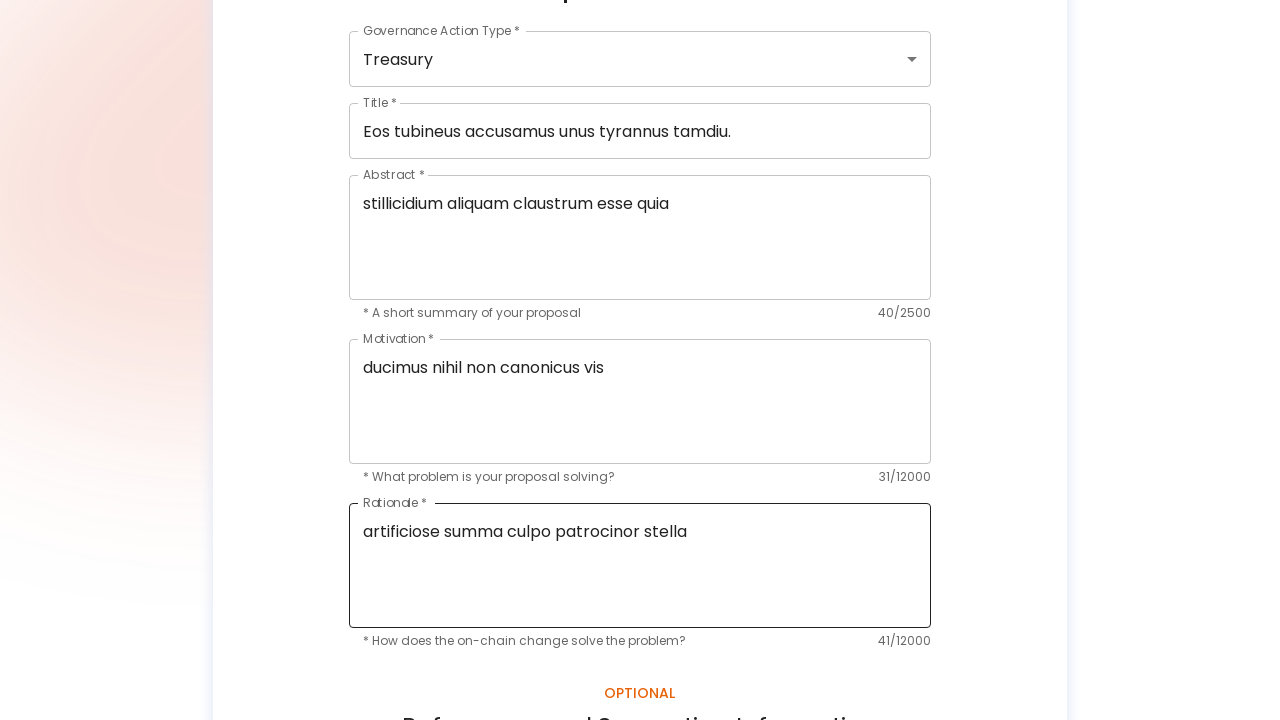 Governance Action Type *
Treasury
Title *
Eos tubineus accusamus unus tyrannus tamdiu.
Abstract *
stillicidium aliquam claustrum esse quia
* A short summary of your proposal 40/2500
Motivation *
ducimus nihil non canonicus vis
* What problem is your proposal solving? 31/12000
Rationale *
artificiose summa culpo patrocinor stella
* How does the on-chain change solve the problem? 41/12000
OPTIONAL